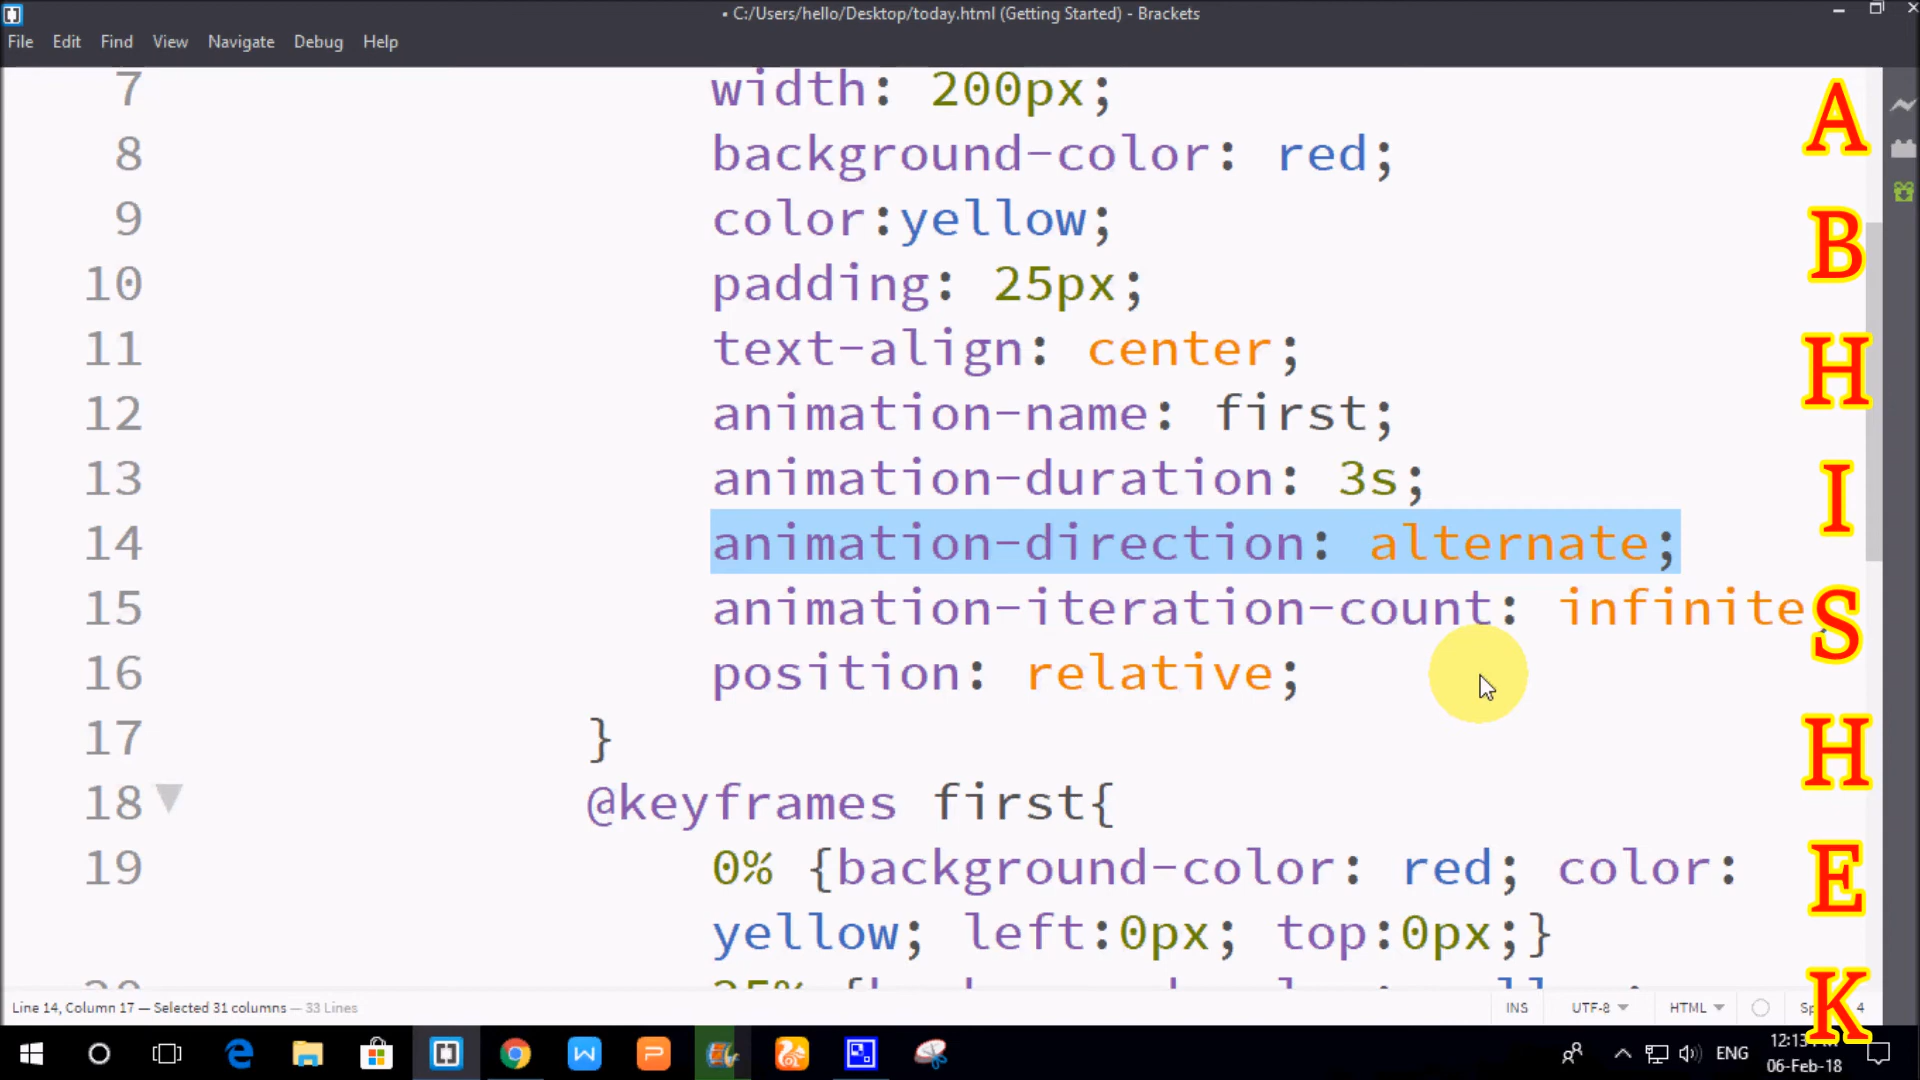 • C:/Users/hello/Desktop/today.html (Getting Started) - Brackets
File Edit Find View Navigate Debug Help
7 width: 200px;
8 background-color: red;
9 color:yellow;
10 padding: 25px;
11 text-align: center;
12 animation-name: first;
13 animation-duration: 3s;
14 animation-direction: alternate;
15 animation-iteration-count: infinite;
16 position: relative;
17 }
18 @keyframes first{
19 0% {background-color: red; color:
yellow; left:0px; top:0px;}
A
B
H
I
S
H
E
K
Line 14, Column 17 — Selected 31 columns — 33 Lines
INS UTF-8 HTML 4
ENG
06-Feb-18